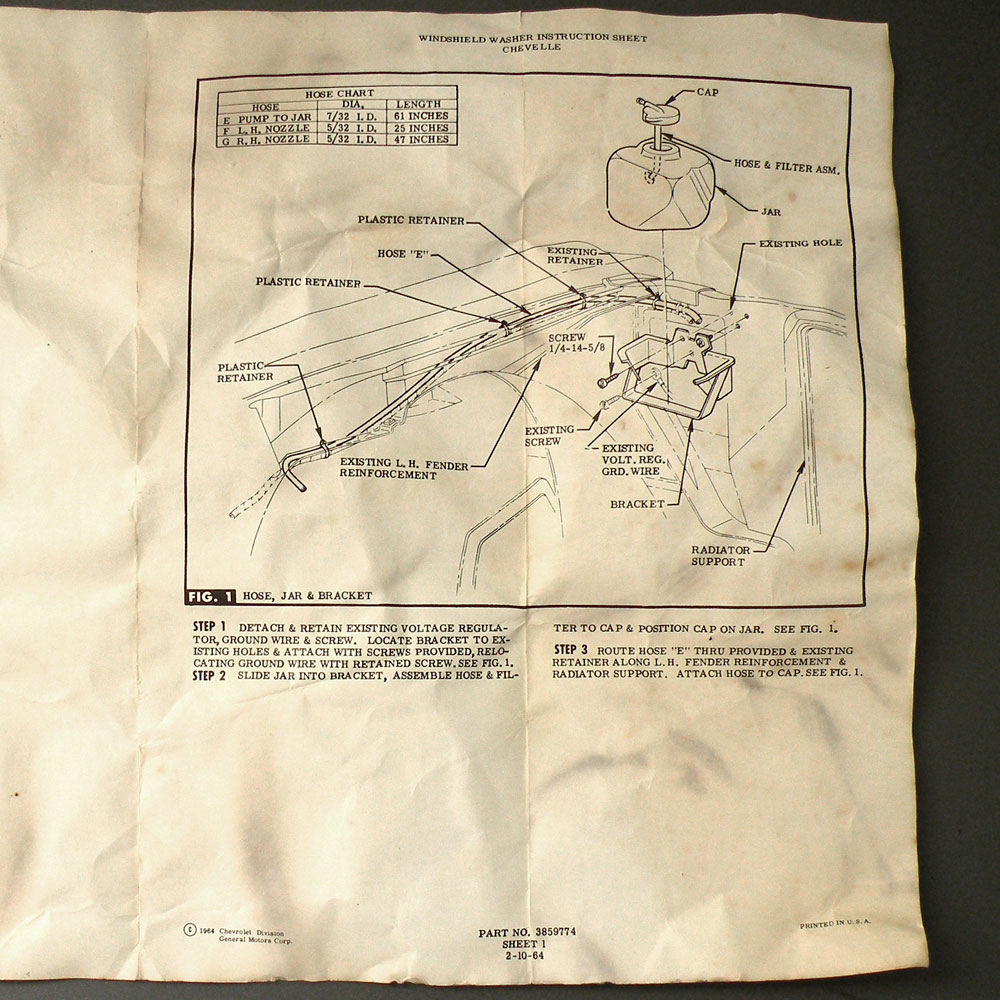 WINDSHIELD WASHER INSTRUCTION SHEET
CHEVELLE
HOSE CHART
HOSE DIA. LENGTH
E PUMP TO JAR 7/32 I.D. 61 INCHES
F L.H. NOZZLE 5/32 I.D. 25 INCHES
G R.H. NOZZLE 5/32 I.D. 47 INCHES
CAP
HOSE & FILTER ASM.
JAR
PLASTIC RETAINER
HOSE "E"
EXISTING
RETAINER
EXISTING HOLE
PLASTIC RETAINER
SCREW
1/4-14-5/8
PLASTIC
RETAINER
EXISTING
SCREW
EXISTING
VOLT. REG.
GRD. WIRE
EXISTING L.H. FENDER
REINFORCEMENT
BRACKET
RADIATOR
SUPPORT
FIG. 1 HOSE, JAR & BRACKET
STEP 1 DETACH & RETAIN EXISTING VOLTAGE REGULA-
TOR, GROUND WIRE & SCREW. LOCATE BRACKET TO EX-
ISTING HOLES & ATTACH WITH SCREWS PROVIDED, RELO-
CATING GROUND WIRE WITH RETAINED SCREW. SEE FIG. 1.
STEP 2 SLIDE JAR INTO BRACKET, ASSEMBLE HOSE & FIL-
TER TO CAP & POSITION CAP ON JAR. SEE FIG. 1.
STEP 3 ROUTE HOSE "E" THRU PROVIDED & EXISTING
RETAINER ALONG L.H. FENDER REINFORCEMENT &
RADIATOR SUPPORT. ATTACH HOSE TO CAP. SEE FIG. 1.
© 1964 Chevrolet Division
General Motors Corp.
PART NO. 3859774
SHEET 1
2-10-64
PRINTED IN U.S.A.